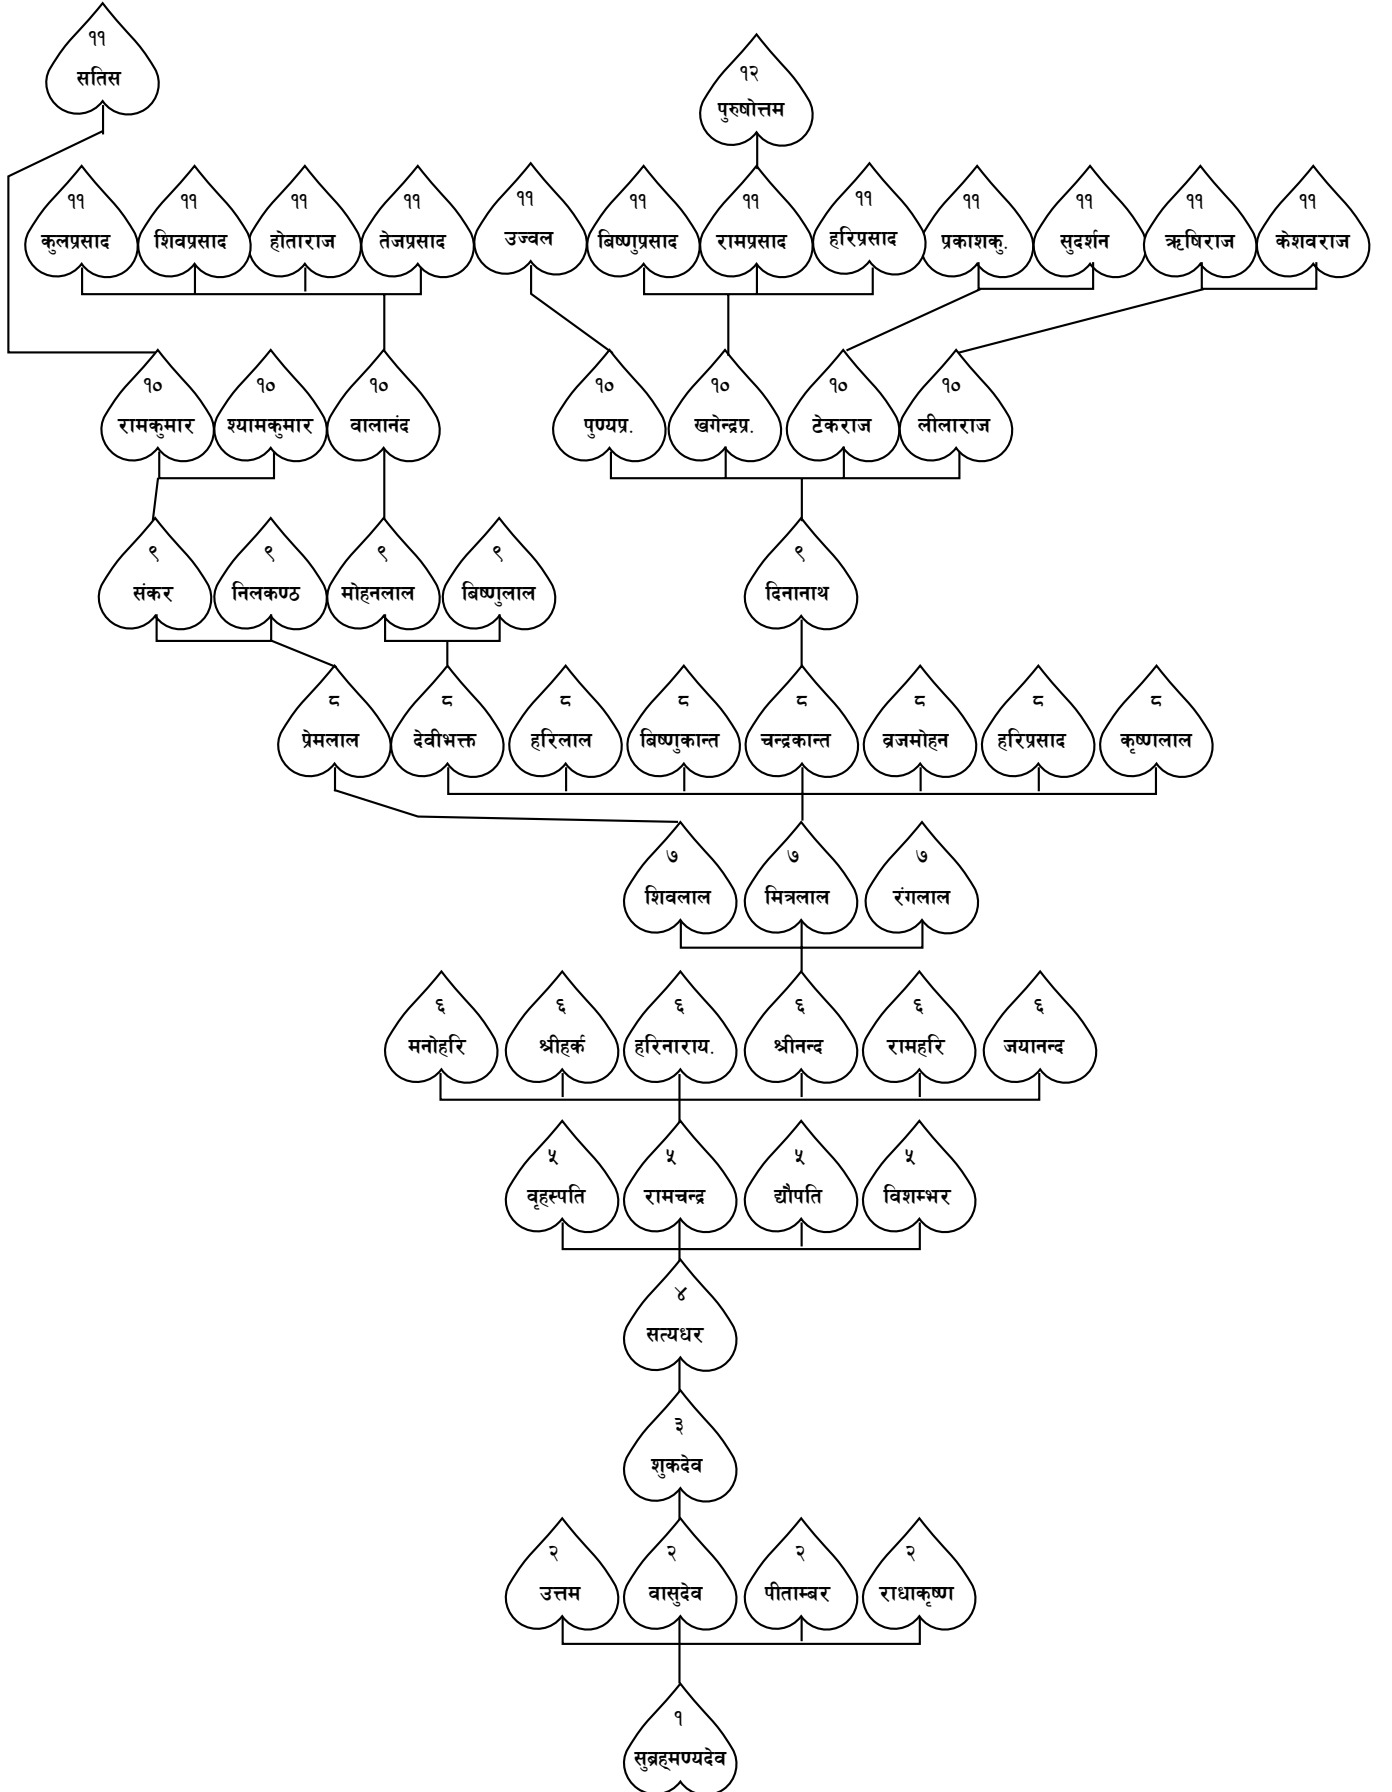 ११
सतिस
१२
पुरुषोत्तम
११
कुलप्रसाद
११
शिवप्रसाद
११
होताराज
११
तेजप्रसाद
११
उज्वल
११
बिष्णुप्रसाद
११
रामप्रसाद
११
हरिप्रसाद
११
प्रकाशकु.
११
सुदर्शन
११
ऋषिराज
११
केशवराज
१०
रामकुमार
१०
श्यामकुमार
१०
वालानंद
१०
पुण्यप्र.
१०
खगेन्द्रप्र.
१०
टेकराज
१०
लीलाराज
९
संकर
९
निलकण्ठ
९
मोहनलाल
९
बिष्णुलाल
९
दिनानाथ
८
प्रेमलाल
८
देवीभक्त
८
हरिलाल
८
बिष्णुकान्त
८
चन्द्रकान्त
८
व्रजमोहन
८
हरिप्रसाद
८
कृष्णलाल
७
शिवलाल
७
मित्रलाल
७
रंगलाल
६
मनोहरि
६
श्रीहर्क
६
हरिनाराय.
६
श्रीनन्द
६
रामहरि
६
जयानन्द
५
वृहस्पति
५
रामचन्द्र
५
द्यौपति
५
विशम्भर
४
सत्यधर
३
शुकदेव
२
उत्तम
२
वासुदेव
२
पीताम्बर
२
राधाकृष्ण
१
सुब्रह्मण्यदेव